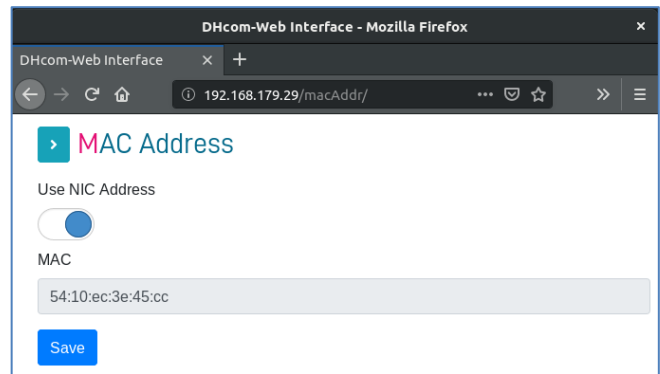 DHcom-Web Interface - Mozilla Firefox
DHcom-Web Interface
192.168.179.29/macAddr/
MAC Address
Use NIC Address
MAC
54:10:ec:3e:45:cc
Save